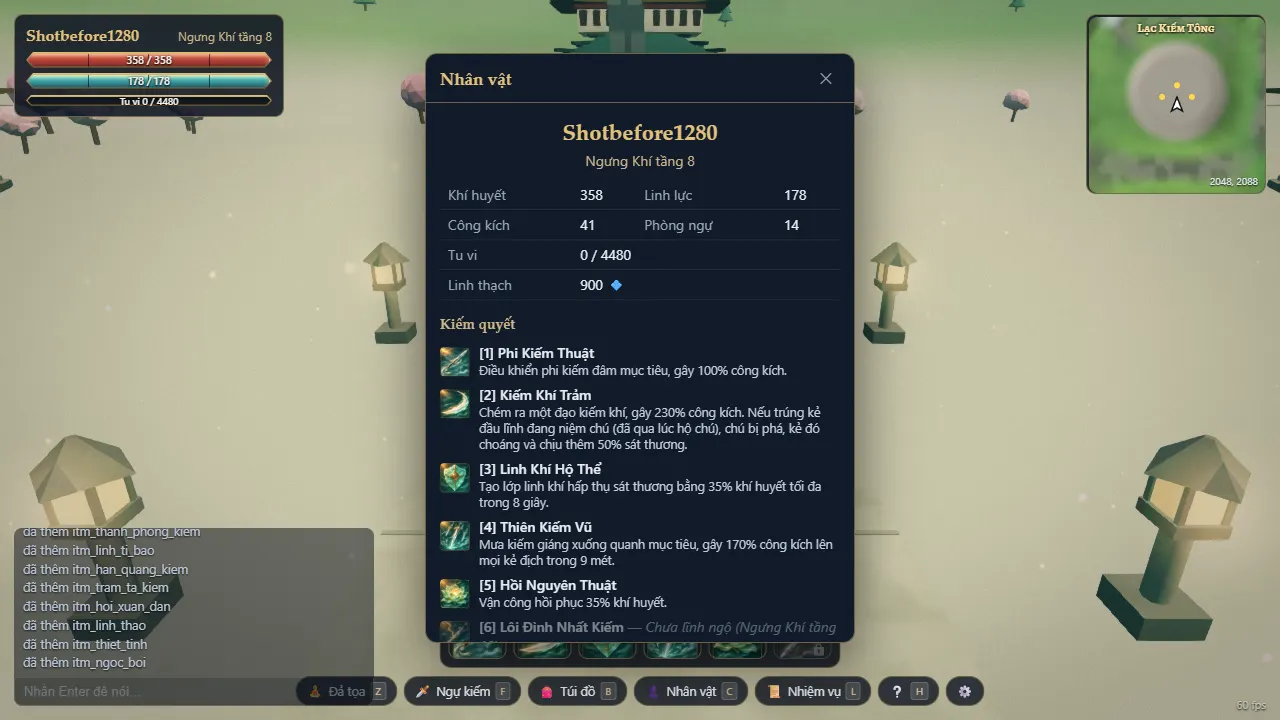 Shotbefore1280
Ngưng Khí tầng 8
358 / 358
178 / 178
Tu vi 0 / 4480
LẠC KIẾM TÔNG
2048, 2088
Nhân vật
Shotbefore1280
Ngưng Khí tầng 8
Khí huyết 358 Linh lực 178
Công kích 41 Phòng ngự 14
Tu vi 0 / 4480
Linh thạch 900
Kiếm quyết
[1] Phi Kiếm Thuật
Điều khiển phi kiếm đâm mục tiêu, gây 100% công kích.
[2] Kiếm Khí Trảm
Chém ra một đạo kiếm khí, gây 230% công kích. Nếu trúng kẻ
đầu lĩnh đang niệm chú (đã qua lúc hộ chú), chú bị phá, kẻ đó
choáng và chịu thêm 50% sát thương.
[3] Linh Khí Hộ Thể
Tạo lớp linh khí hấp thụ sát thương bằng 35% khí huyết tối đa
trong 8 giây.
[4] Thiên Kiếm Vũ
Mưa kiếm giáng xuống quanh mục tiêu, gây 170% công kích lên
mọi kẻ địch trong 9 mét.
[5] Hồi Nguyên Thuật
Vận công hồi phục 35% khí huyết.
[6] Lôi Đình Nhất Kiếm — Chưa lĩnh ngộ (Ngưng Khí tầng
đã thêm itm_thanh_phong_kiem
đã thêm itm_linh_ti_bao
đã thêm itm_han_quang_kiem
đã thêm itm_tram_ta_kiem
đã thêm itm_hoi_xuan_dan
đã thêm itm_linh_thao
đã thêm itm_thiet_tinh
đã thêm itm_ngoc_boi
Nhấn Enter để nói...
Đả tọa Z
Ngự kiếm F
Túi đồ B
Nhân vật C
Nhiệm vụ L
? H
60 fps